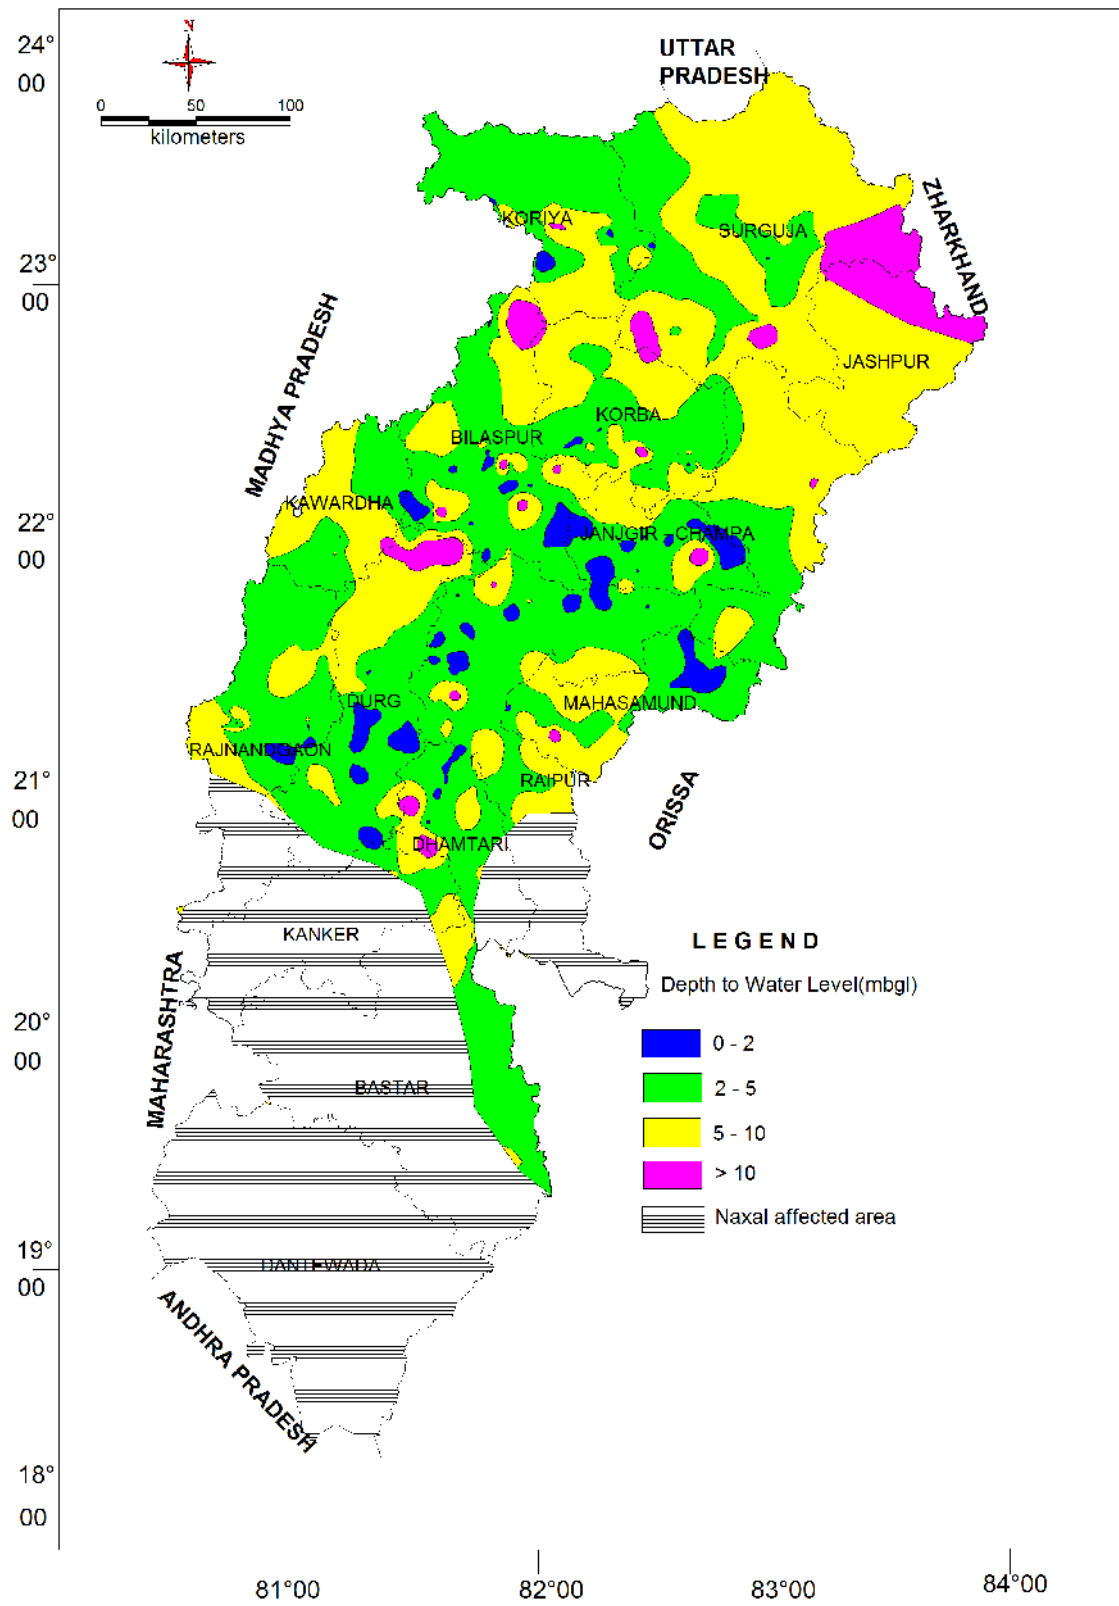 N
0 50 100
kilometers
24°
00
23°
00
22°
00
21°
00
20°
00
19°
00
18°
00
UTTAR
PRADESH
ZHARKHAND
MADHYA PRADESH
ORISSA
MAHARASHTRA
ANDHRA PRADESH
KORIYA
SURGUJA
JASHPUR
KORBA
BILASPUR
KAWARDHA
JANJGIR -CHAMPA
DURG
MAHASAMUND
RAJNANDGAON
RAIPUR
DHAMTARI
KANKER
BASTAR
DANTEWADA
LEGEND
Depth to Water Level(mbgl)
0 - 2
2 - 5
5 - 10
> 10
Naxal affected area
81°00 82°00 83°00 84°00